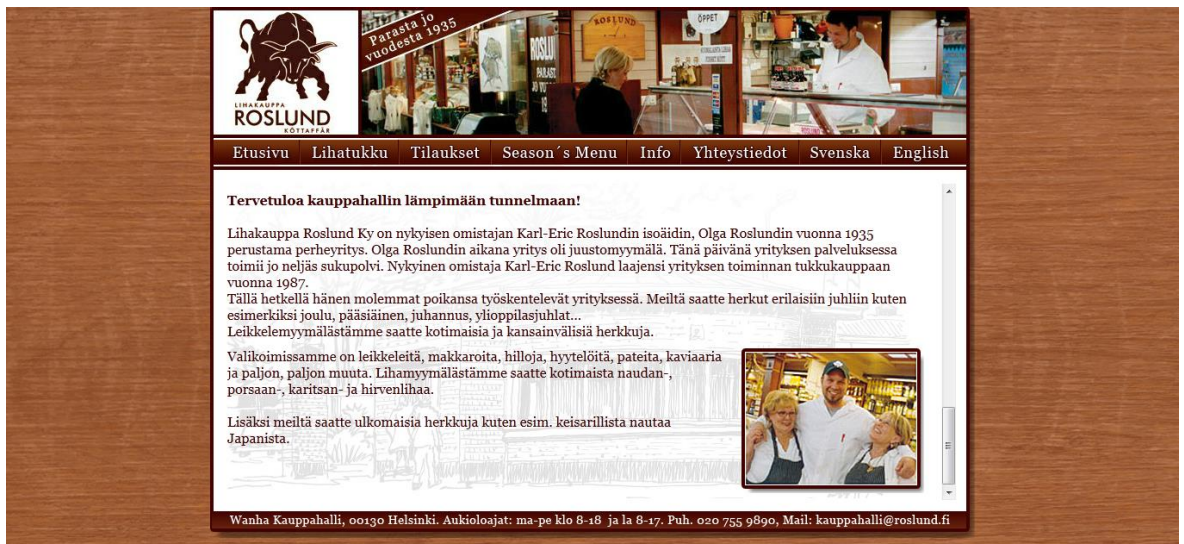 Parasta jo
vuodesta 1935
ROSLUND
ÖPPET
LIHAKAUPPA
ROSLUND
KÖTTAFFÄR
Etusivu Lihatukku Tilaukset Season´s Menu Info Yhteystiedot Svenska English
Tervetuloa kauppahallin lämpimään tunnelmaan!
Lihakauppa Roslund Ky on nykyisen omistajan Karl-Eric Roslundin isoäidin, Olga Roslundin vuonna 1935
perustama perheyritys. Olga Roslundin aikana yritys oli juustomyymälä. Tänä päivänä yrityksen palveluksessa
toimii jo neljäs sukupolvi. Nykyinen omistaja Karl-Eric Roslund laajensi yrityksen toiminnan tukkukauppaan
vuonna 1987.
Tällä hetkellä hänen molemmat poikansa työskentelevät yrityksessä. Meiltä saatte herkut erilaisiin juhliin kuten
esimerkiksi joulu, pääsiäinen, juhannus, ylioppilasjuhlat...
Leikkelemyymälästämme saatte kotimaisia ja kansainvälisiä herkkuja.
Valikoimissamme on leikkeleitä, makkaroita, hilloja, hyytelöitä, pateita, kaviaaria
ja paljon, paljon muuta. Lihamyymälästämme saatte kotimaista naudan-,
porsaan-, karitsan- ja hirvenlihaa.
Lisäksi meiltä saatte ulkomaisia herkkuja kuten esim. keisarillista nautaa
Japanista.
Wanha Kauppahalli, 00130 Helsinki. Aukioloajat: ma-pe klo 8-18 ja la 8-17. Puh. 020 755 9890, Mail: kauppahalli@roslund.fi